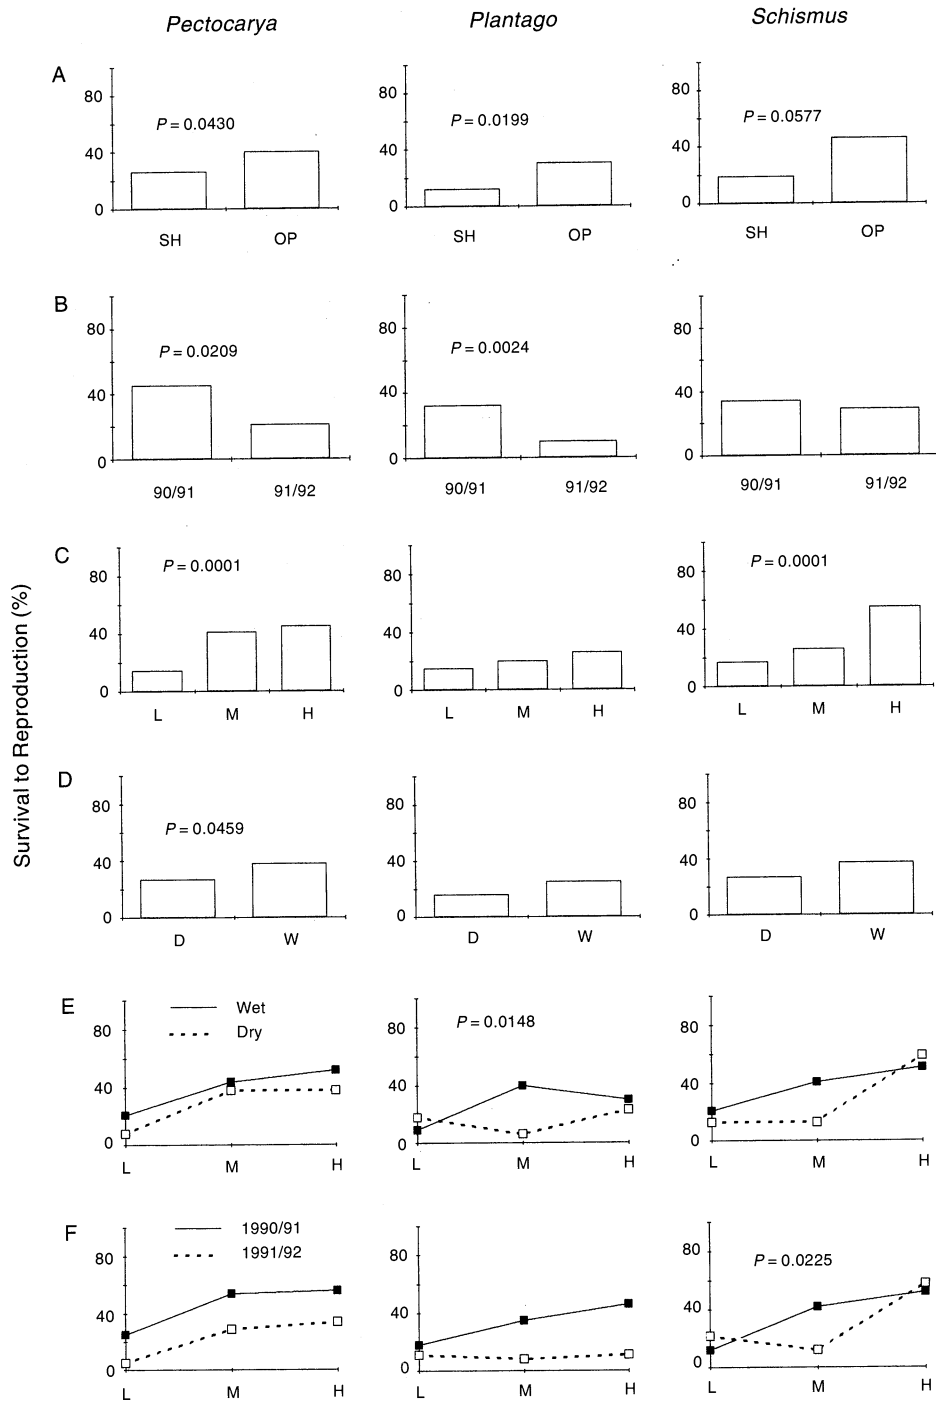 Pectocarya Plantago Schismus
A
80 80 80
P = 0.0430 P = 0.0199 P = 0.0577
40 40 40
0 0 0
SH OP SH OP SH OP
B
80 80 80
P = 0.0209 P = 0.0024
40 40 40
0 0 0
90/91 91/92 90/91 91/92 90/91 91/92
Survival to Reproduction (%)
C
P = 0.0001 P = 0.0001
80 80 80
40 40 40
0 0 0
L M H L M H L M H
D
80 80 80
P = 0.0459
40 40 40
0 0 0
D W D W D W
E
Wet
Dry
P = 0.0148
80 80 80
40 40 40
0 0 0
L M H L M H L M H
F
1990/91
1991/92
P = 0.0225
80 80 80
40 40 40
0 0 0
L M H L M H L M H